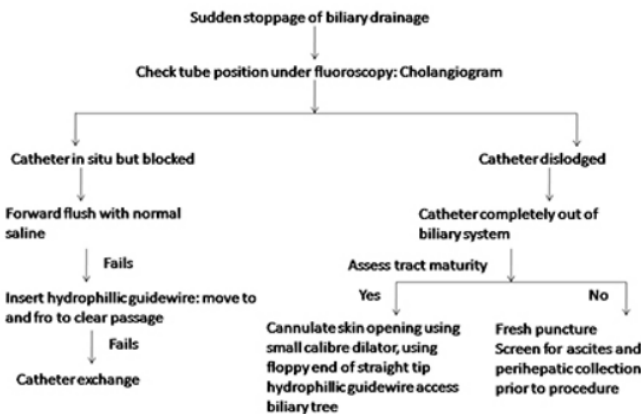 Sudden stoppage of biliary drainage
Check tube position under fluoroscopy: Cholangiogram
Catheter in situ but blocked
Catheter dislodged
Forward flush with normal
saline
Catheter completely out of
biliary system
Fails
Assess tract maturity
Insert hydrophillic guidewire: move to
and fro to clear passage
Yes
No
Fails
Cannulate skin opening using
small calibre dilator, using
floppy end of straight tip
hydrophillic guidewire access
biliary tree
Fresh puncture
Screen for ascites and
perihepatic collection
prior to procedure
Catheter exchange